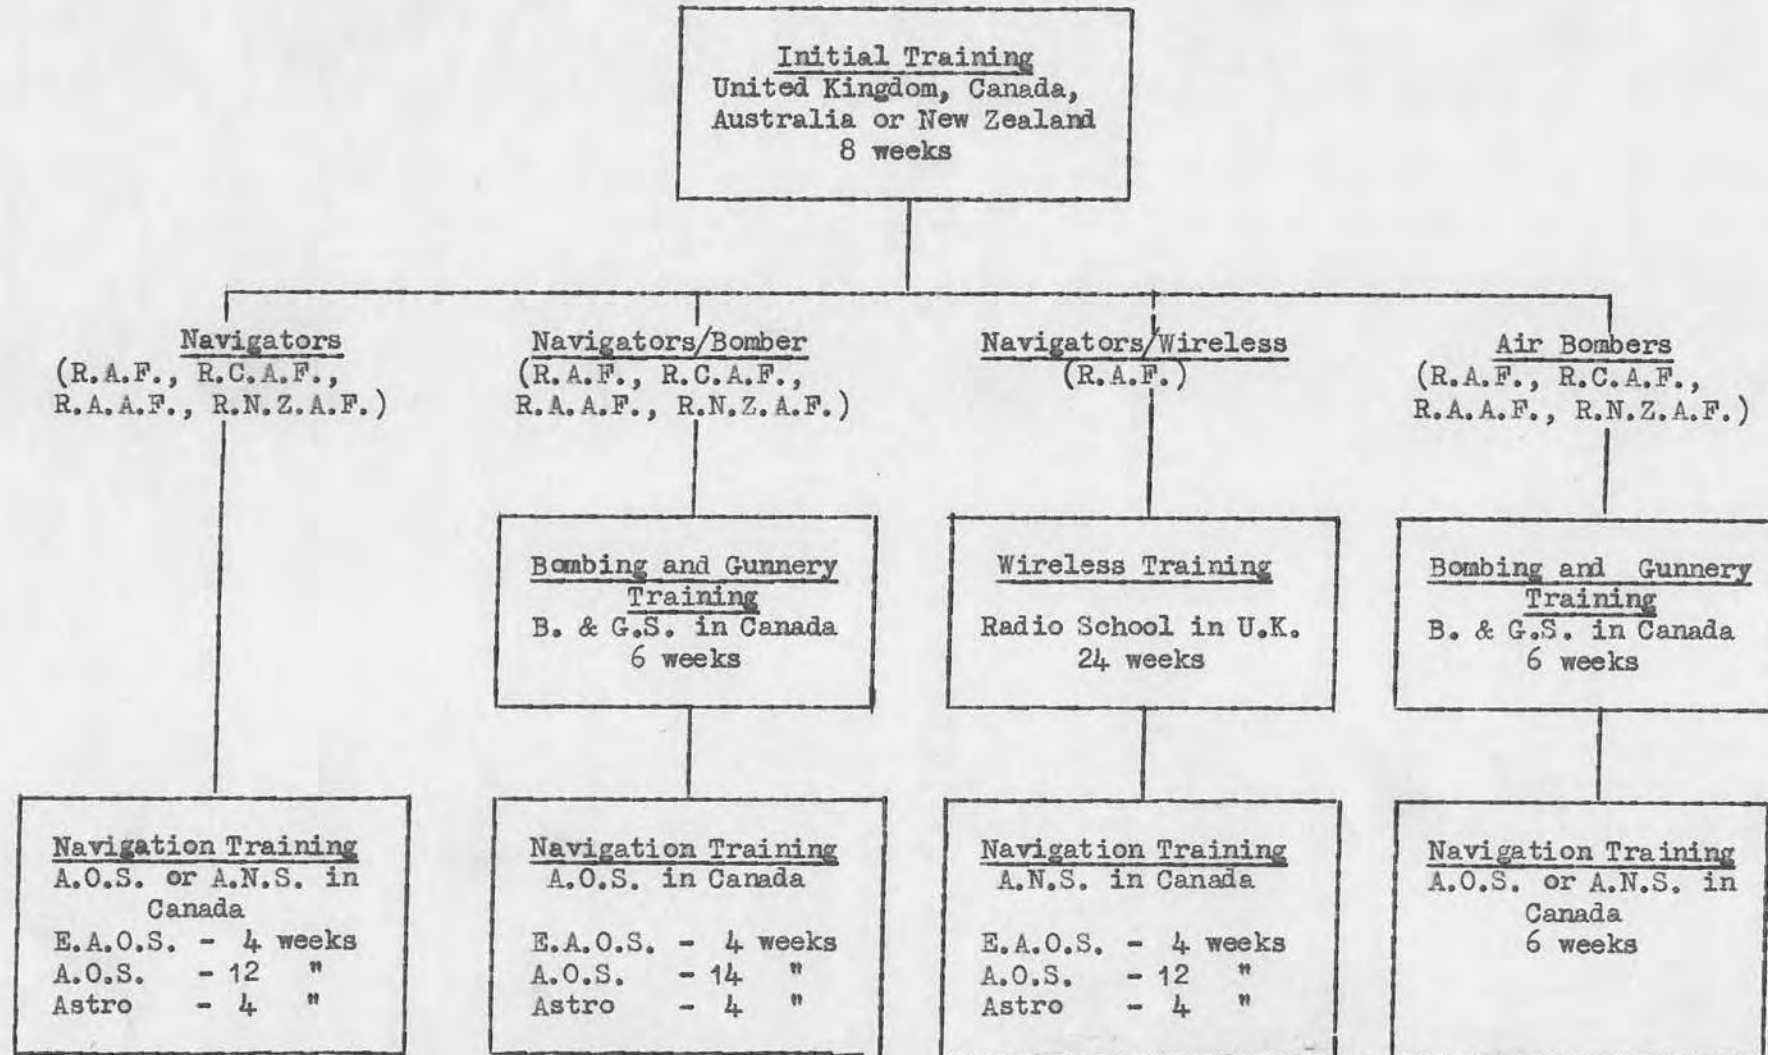 Initial Training
United Kingdom, Canada,
Australia or New Zealand
8 weeks
Navigators
(R.A.F., R.C.A.F.,
R.A.A.F., R.N.Z.A.F.)
Navigators/Bomber
(R.A.F., R.C.A.F.,
R.A.A.F., R.N.Z.A.F.)
Navigators/Wireless
(R.A.F.)
Air Bombers
(R.A.F., R.C.A.F.,
R.A.A.F., R.N.Z.A.F.)
Bombing and Gunnery
Training
B. & G.S. in Canada
6 weeks
Wireless Training
Radio School in U.K.
24 weeks
Bombing and Gunnery
Training
B. & G.S. in Canada
6 weeks
Navigation Training
A.O.S. or A.N.S. in
Canada
E.A.O.S. - 4 weeks
A.O.S. - 12 "
Astro - 4 "
Navigation Training
A.O.S. in Canada
E.A.O.S. - 4 weeks
A.O.S. - 14 "
Astro - 4 "
Navigation Training
A.N.S. in Canada
E.A.O.S. - 4 weeks
A.O.S. - 12 "
Astro - 4 "
Navigation Training
A.O.S. or A.N.S. in
Canada
6 weeks